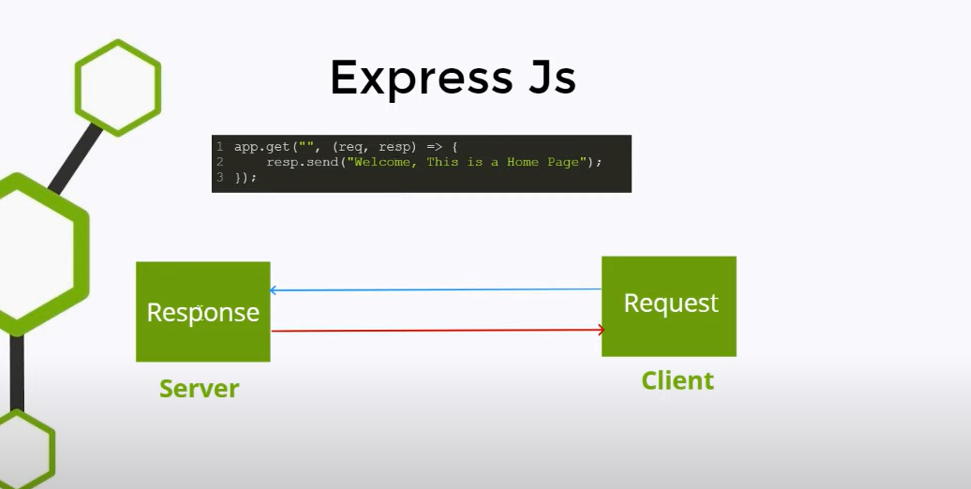 Express Js
1 app.get("", (req, resp) => {
2     resp.send("Welcome, This is a Home Page");
3 });
Response
Request
Server
Client